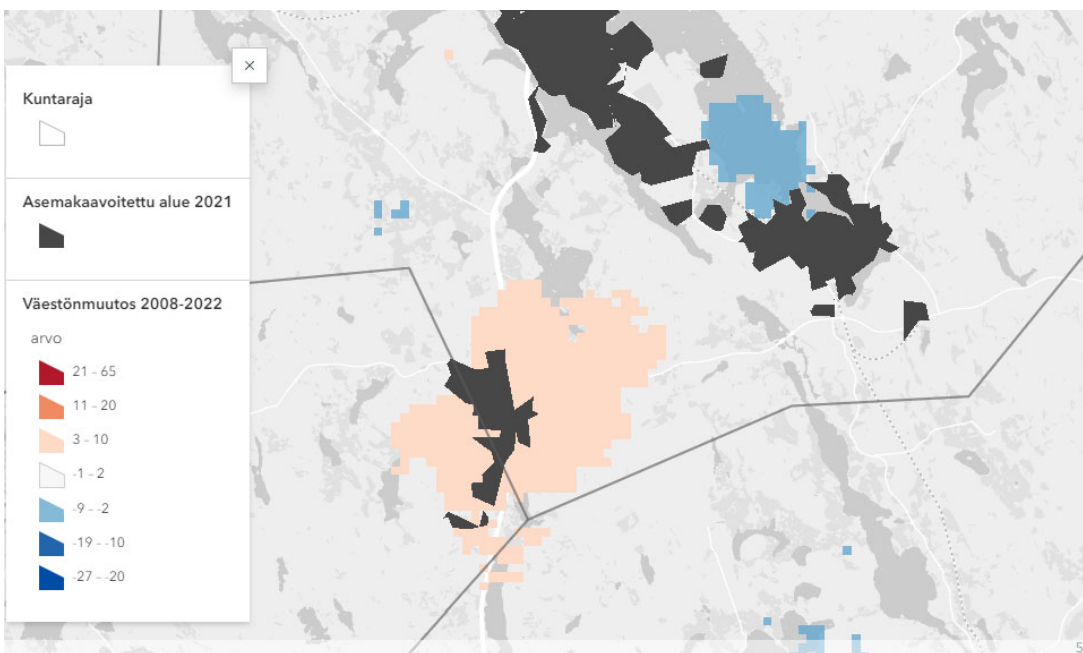 ×
Kuntaraja
Asemakaavoitettu alue 2021
Väestönmuutos 2008-2022
arvo
21 – 65
11 – 20
3 – 10
-1 – 2
-9 – -2
-19 – -10
-27 – -20
5